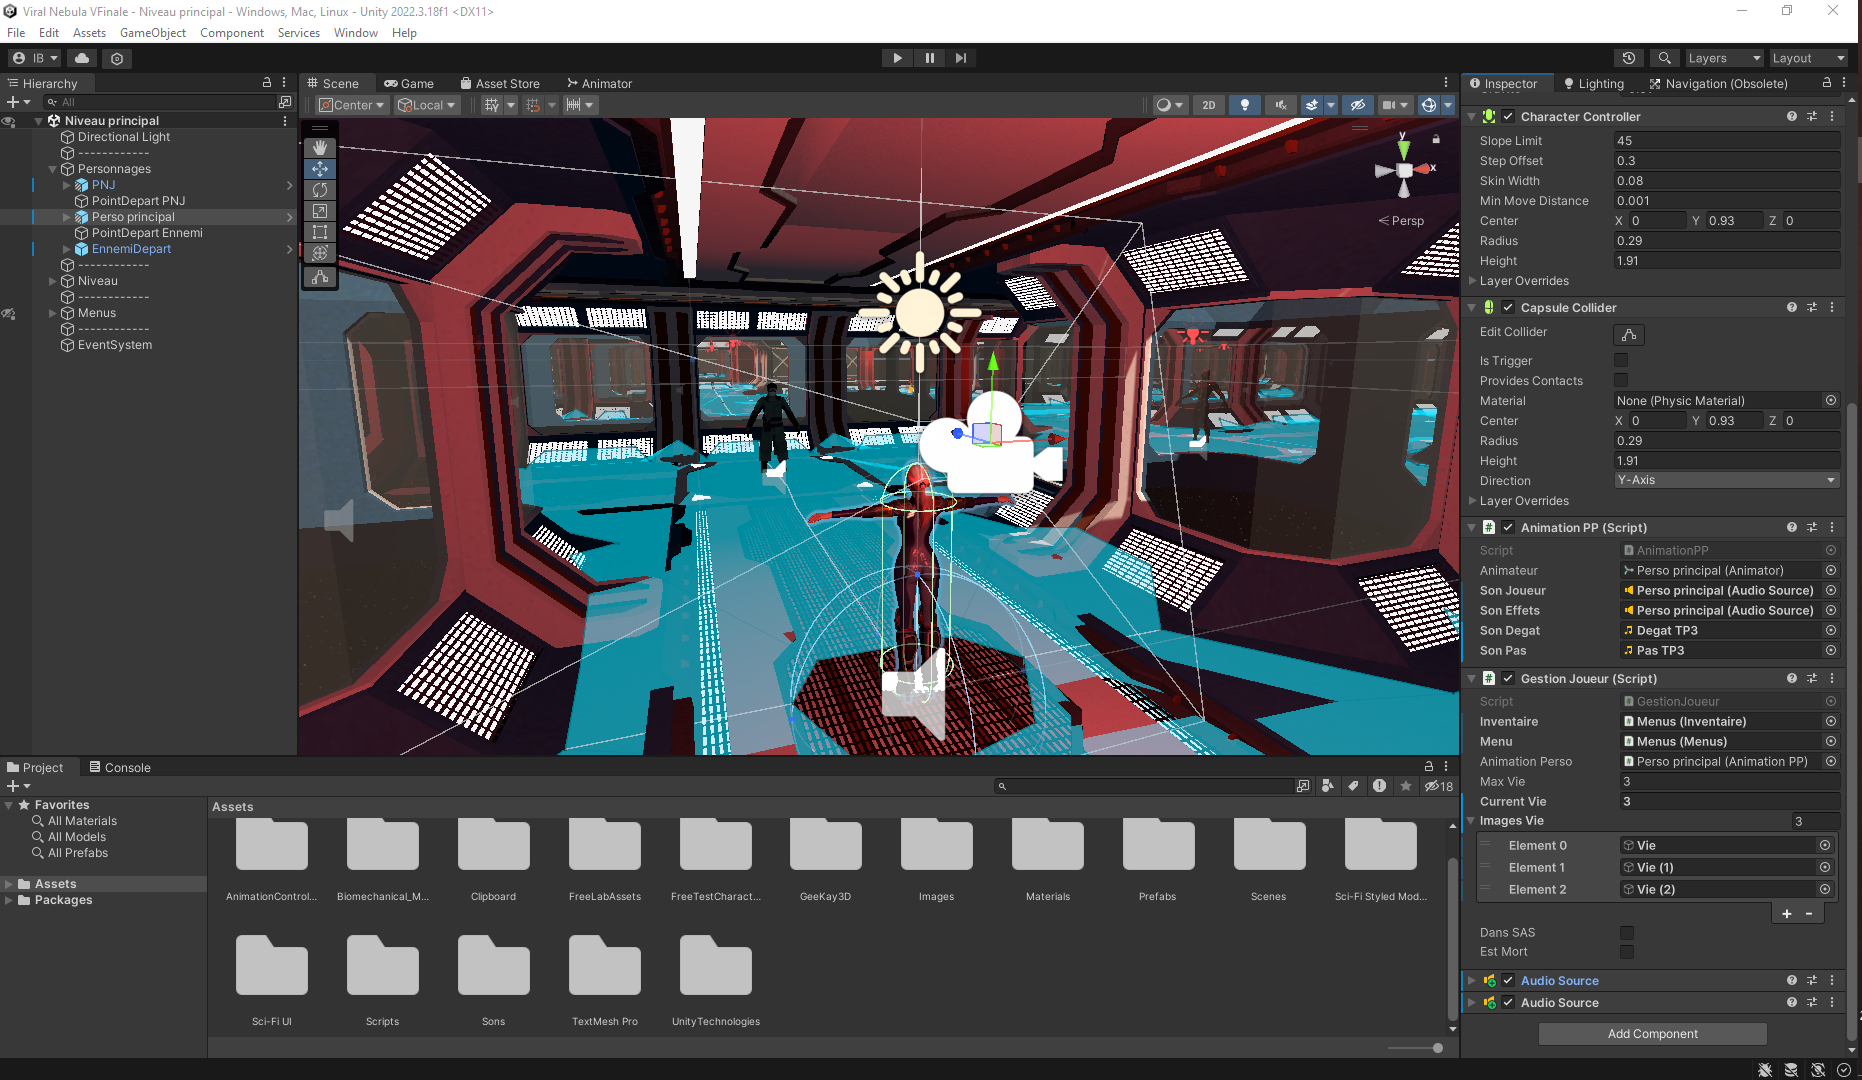 Viral Nebula VFinale - Niveau principal - Windows, Mac, Linux - Unity 2022.3.18f1 <DX11>
File Edit Assets GameObject Component Services Window Help
IB Layers Layout
Hierarchy
All
Niveau principal
Directional Light
------------
Personnages
PNJ
PointDepart PNJ
Perso principal
PointDepart Ennemi
EnnemiDepart
------------
Niveau
------------
Menus
------------
EventSystem
Scene Game Asset Store Animator
Center Local 2D
y
x
Persp
Project Console
18
Favorites
All Materials
All Models
All Prefabs
Assets
Packages
Assets
AnimationControl... Biomechanical_M... Clipboard FreeLabAssets FreeTestCharact... GeeKay3D Images Materials Prefabs Scenes Sci-Fi Styled Mod...
Sci-Fi UI Scripts Sons TextMesh Pro UnityTechnologies
Inspector Lighting Navigation (Obsolete)
Character Controller
Slope Limit 45
Step Offset 0.3
Skin Width 0.08
Min Move Distance 0.001
Center X 0 Y 0.93 Z 0
Radius 0.29
Height 1.91
Layer Overrides
Capsule Collider
Edit Collider
Is Trigger
Provides Contacts
Material None (Physic Material)
Center X 0 Y 0.93 Z 0
Radius 0.29
Height 1.91
Direction Y-Axis
Layer Overrides
# Animation PP (Script)
Script AnimationPP
Animateur Perso principal (Animator)
Son Joueur Perso principal (Audio Source)
Son Effets Perso principal (Audio Source)
Son Degat Degat TP3
Son Pas Pas TP3
# Gestion Joueur (Script)
Script GestionJoueur
Inventaire Menus (Inventaire)
Menu Menus (Menus)
Animation Perso Perso principal (Animation PP)
Max Vie 3
Current Vie 3
Images Vie 3
Element 0 Vie
Element 1 Vie (1)
Element 2 Vie (2)
+ -
Dans SAS
Est Mort
Audio Source
Audio Source
Add Component